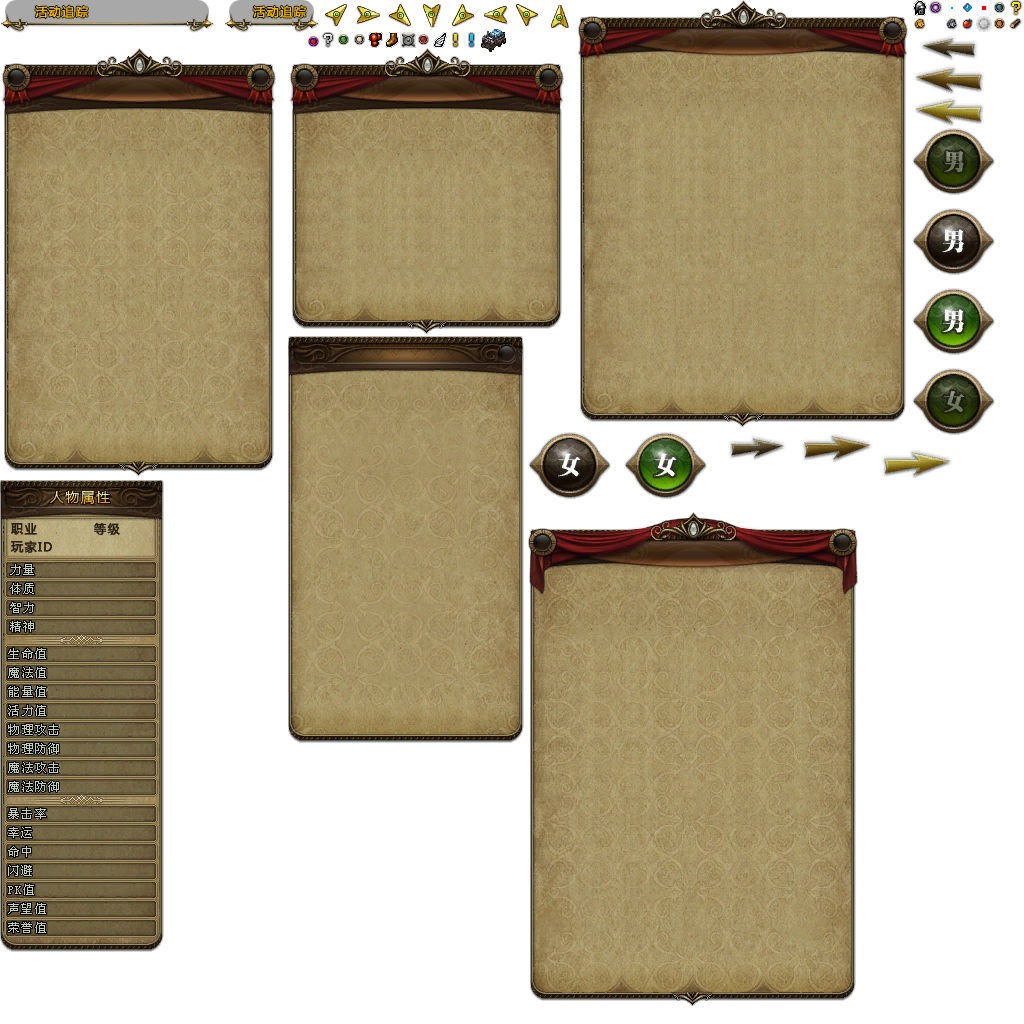 活动追踪
活动追踪
男
男
男
女
女
女
人物属性
职业 等级
玩家ID
力量
体质
智力
精神
生命值
魔法值
能量值
活力值
物理攻击
物理防御
魔法攻击
魔法防御
暴击率
幸运
命中
闪避
PK值
声望值
荣誉值